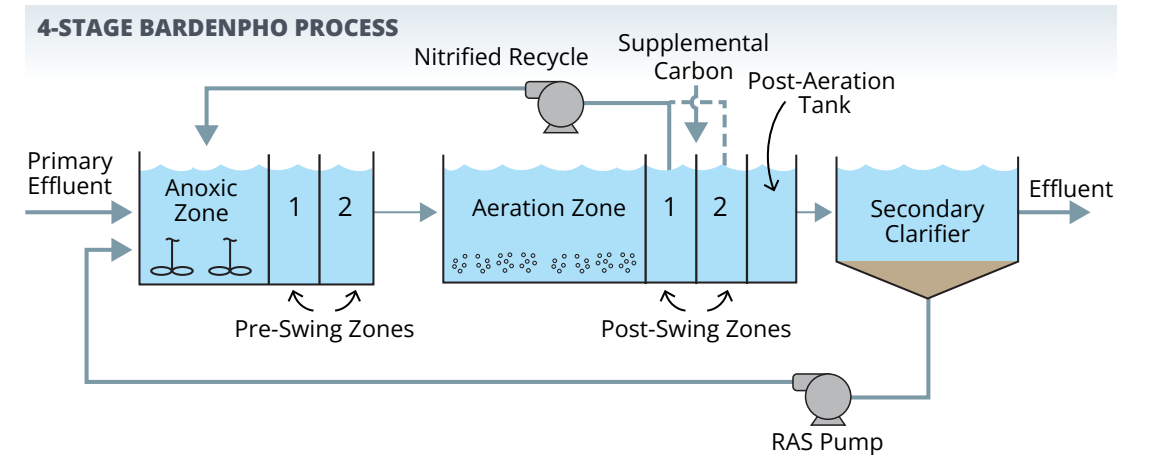 4-STAGE BARDENPHO PROCESS
Nitrified Recycle
Supplemental
Carbon
Post-Aeration
Tank
Primary
Effluent
Anoxic
Zone
1
2
Aeration Zone
1
2
Secondary
Clarifier
Effluent
Pre-Swing Zones
Post-Swing Zones
RAS Pump